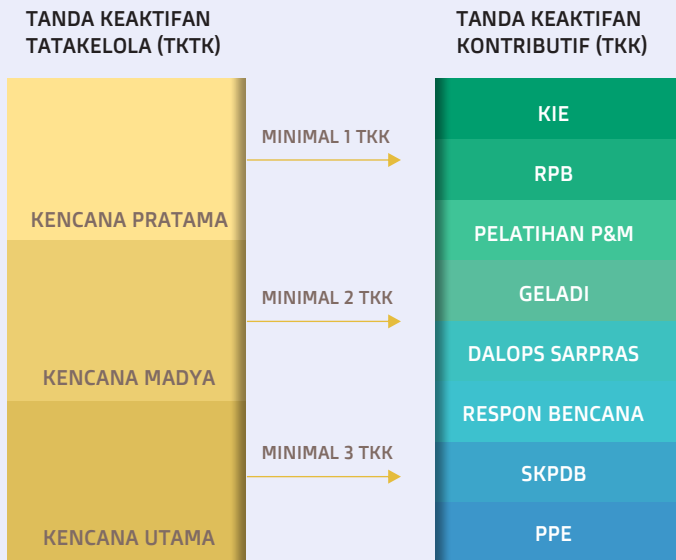 TANDA KEAKTIFAN
TATAKELOLA (TKTK)
TANDA KEAKTIFAN
KONTRIBUTIF (TKK)
KENCANA PRATAMA
KENCANA MADYA
KENCANA UTAMA
MINIMAL 1 TKK
MINIMAL 2 TKK
MINIMAL 3 TKK
KIE
RPB
PELATIHAN P&M
GELADI
DALOPS SARPRAS
RESPON BENCANA
SKPDB
PPE